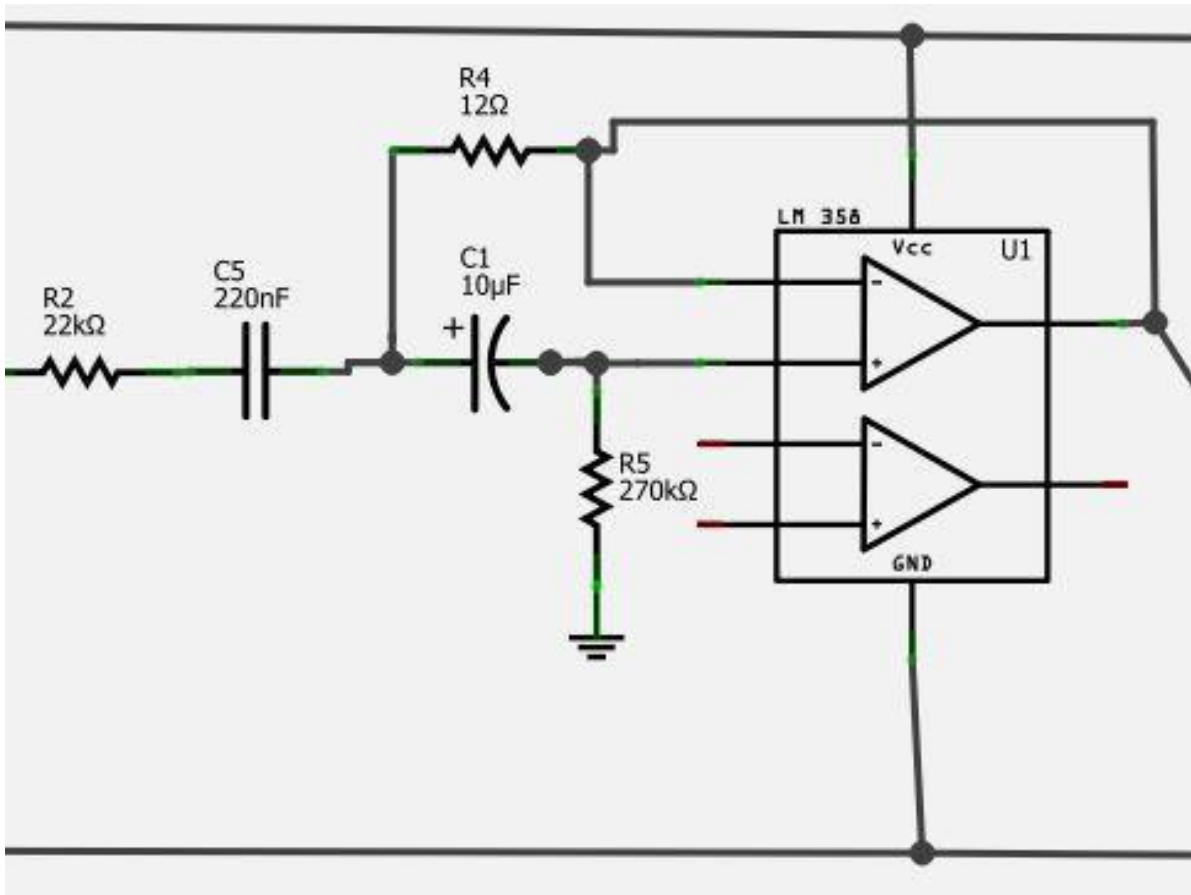 R4
12Ω
LM 358
Vcc
U1
C1
10µF
C5
220nF
R2
22kΩ
-
+
+
R5
270kΩ
-
+
GND